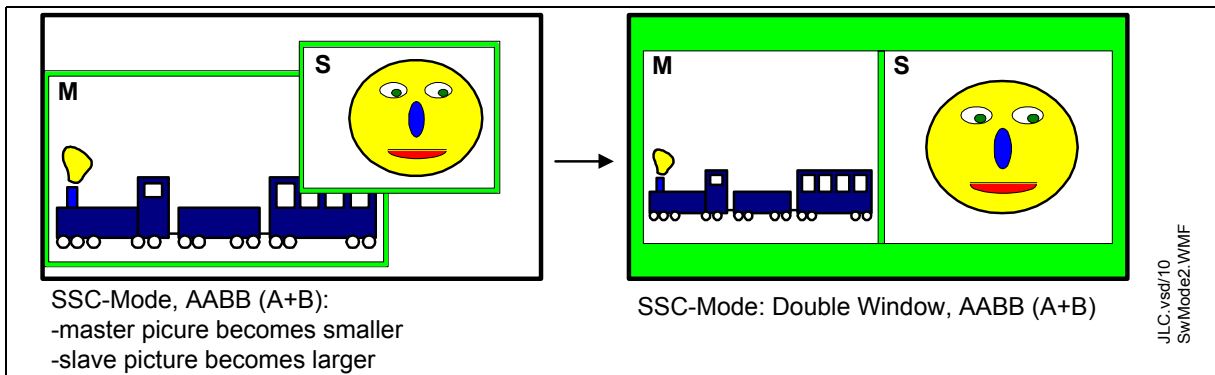 M
S
M
S
SSC-Mode, AABB (A+B):
-master picure becomes smaller
-slave picture becomes larger
SSC-Mode: Double Window, AABB (A+B)
JLC.vsd/10
SwMode2.WMF